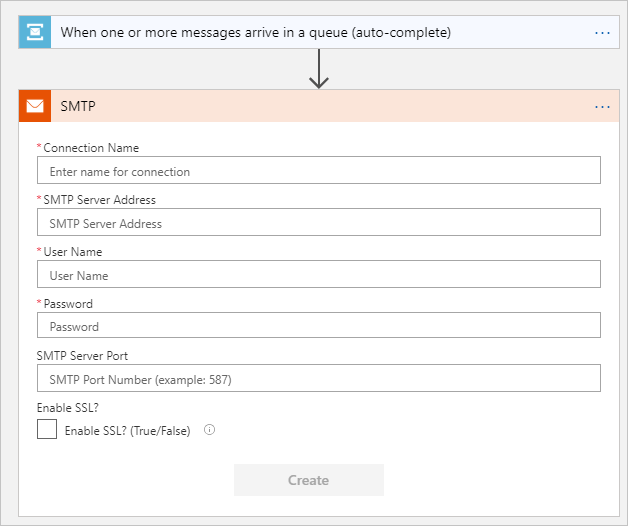 When one or more messages arrive in a queue (auto-complete)
...
SMTP
...
*Connection Name
Enter name for connection
*SMTP Server Address
SMTP Server Address
*User Name
User Name
*Password
Password
SMTP Server Port
SMTP Port Number (example: 587)
Enable SSL?
Enable SSL? (True/False)
Create